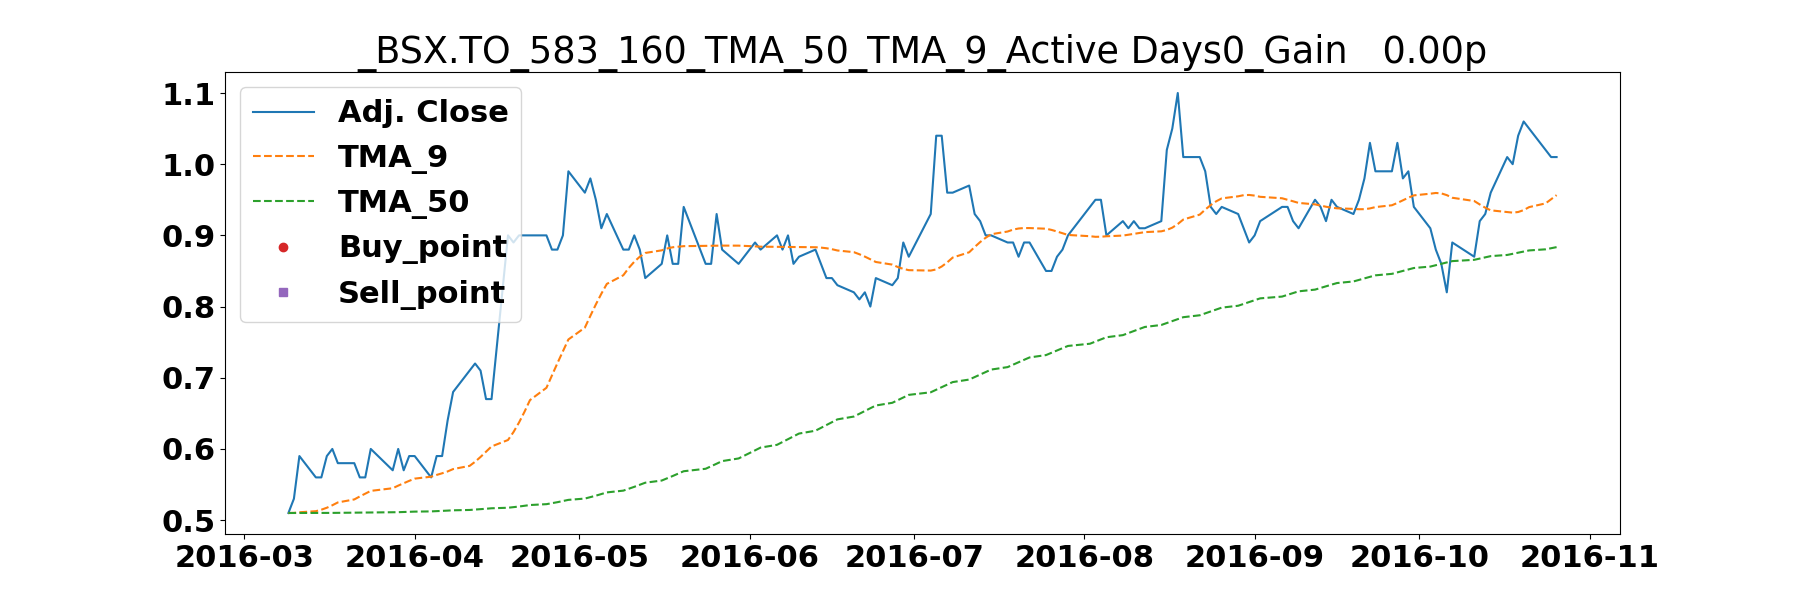 _BSX.TO_583_160_TMA_50_TMA_9_Active Days0_Gain   0.00p
1.1
1.0
0.9
0.8
0.7
0.6
0.5
Adj. Close
TMA_9
TMA_50
Buy_point
Sell_point
2016-03 2016-04 2016-05 2016-06 2016-07 2016-08 2016-09 2016-10 2016-11